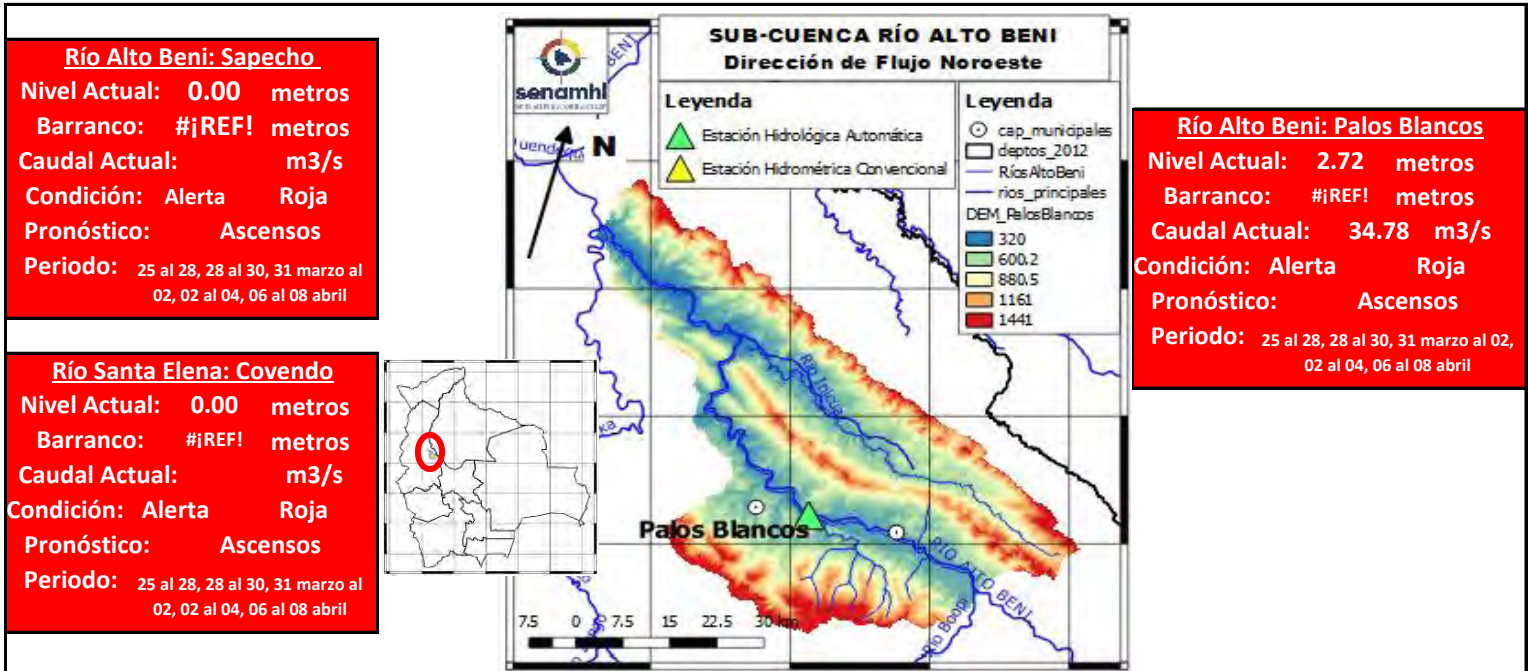 Río Alto Beni: Sapecho
Nivel Actual: 0.00 metros
Barranco: #¡REF! metros
Caudal Actual: m3/s
Condición: Alerta Roja
Pronóstico: Ascensos
Periodo: 25 al 28, 28 al 30, 31 marzo al
02, 02 al 04, 06 al 08 abril
Río Santa Elena: Covendo
Nivel Actual: 0.00 metros
Barranco: #¡REF! metros
Caudal Actual: m3/s
Condición: Alerta Roja
Pronóstico: Ascensos
Periodo: 25 al 28, 28 al 30, 31 marzo al
02, 02 al 04, 06 al 08 abril
senamhi
N
BENI
SUB-CUENCA RÍO ALTO BENI
Dirección de Flujo Noroeste
Leyenda
Estación Hidrológica Automática
Estación Hidrométrica Convencional
Leyenda
cap_municipales
deptos_2012
RíosAltoBeni
rios_principales
DEM_PalosBlancos
320
600.2
880.5
1161
1441
Río Inicua
Palos Blancos
RÍO ALTO BENI
Río Boopi
7.5 0 7.5 15 22.5 30 km
Río Alto Beni: Palos Blancos
Nivel Actual: 2.72 metros
Barranco: #¡REF! metros
Caudal Actual: 34.78 m3/s
Condición: Alerta Roja
Pronóstico: Ascensos
Periodo: 25 al 28, 28 al 30, 31 marzo al 02,
02 al 04, 06 al 08 abril